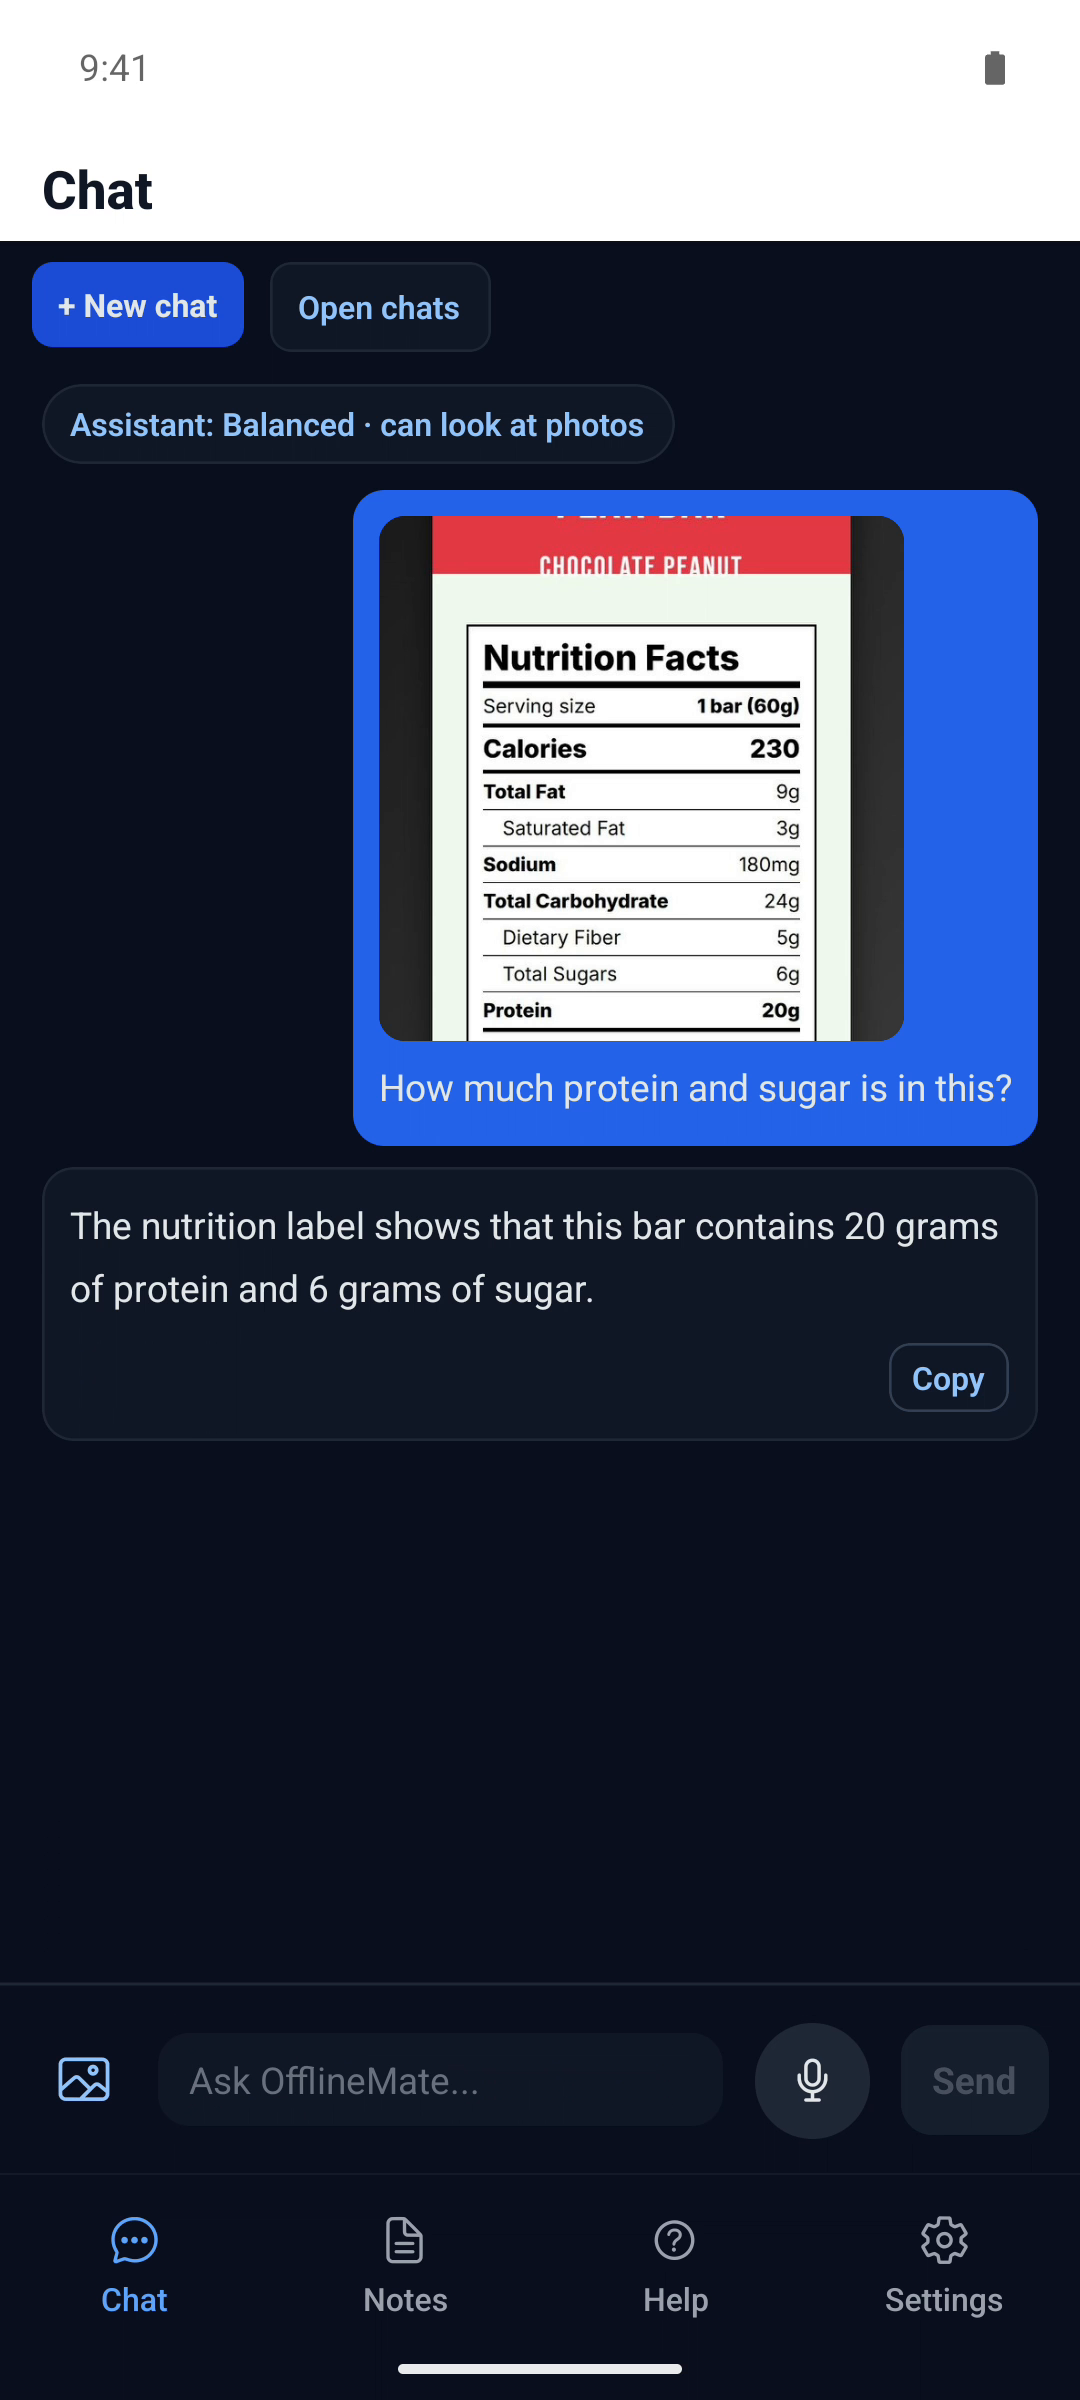 9:41
Chat
+ New chat
Open chats
Assistant: Balanced · can look at photos
CHOCOLATE PEANUT
Nutrition Facts
Serving size 1 bar (60g)
Calories 230
Total Fat 9g
Saturated Fat 3g
Sodium 180mg
Total Carbohydrate 24g
Dietary Fiber 5g
Total Sugars 6g
Protein 20g
How much protein and sugar is in this?
The nutrition label shows that this bar contains 20 grams
of protein and 6 grams of sugar.
Copy
Ask OfflineMate...
Send
Chat
Notes
Help
Settings